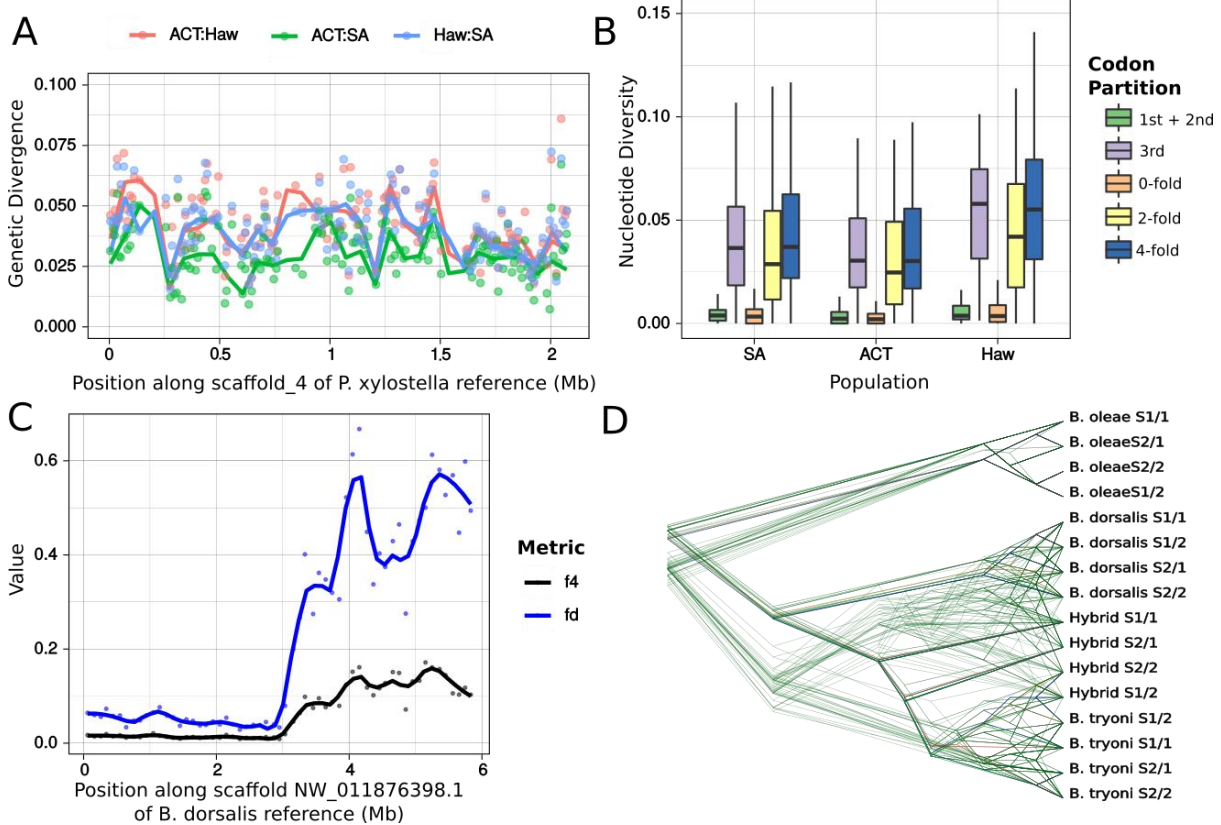 A
ACT:Haw ACT:SA Haw:SA
Genetic Divergence
0.100
0.075
0.050
0.025
0.000
0 0.5 1 1.5 2
Position along scaffold_4 of P. xylostella reference (Mb)
B
Nucleotide Diversity
0.15
0.10
0.05
0.00
SA ACT Haw
Population
Codon
Partition
1st + 2nd
3rd
0-fold
2-fold
4-fold
C
Value
0.6
0.4
0.2
0.0
0 2 4 6
Position along scaffold NW_011876398.1
of B. dorsalis reference (Mb)
Metric
f4
fd
D
B. oleae S1/1
B. oleaeS2/1
B. oleaeS2/2
B. oleaeS1/2
B. dorsalis S1/1
B. dorsalis S1/2
B. dorsalis S2/1
B. dorsalis S2/2
Hybrid S1/1
Hybrid S2/1
Hybrid S2/2
Hybrid S1/2
B. tryoni S1/2
B. tryoni S1/1
B. tryoni S2/1
B. tryoni S2/2